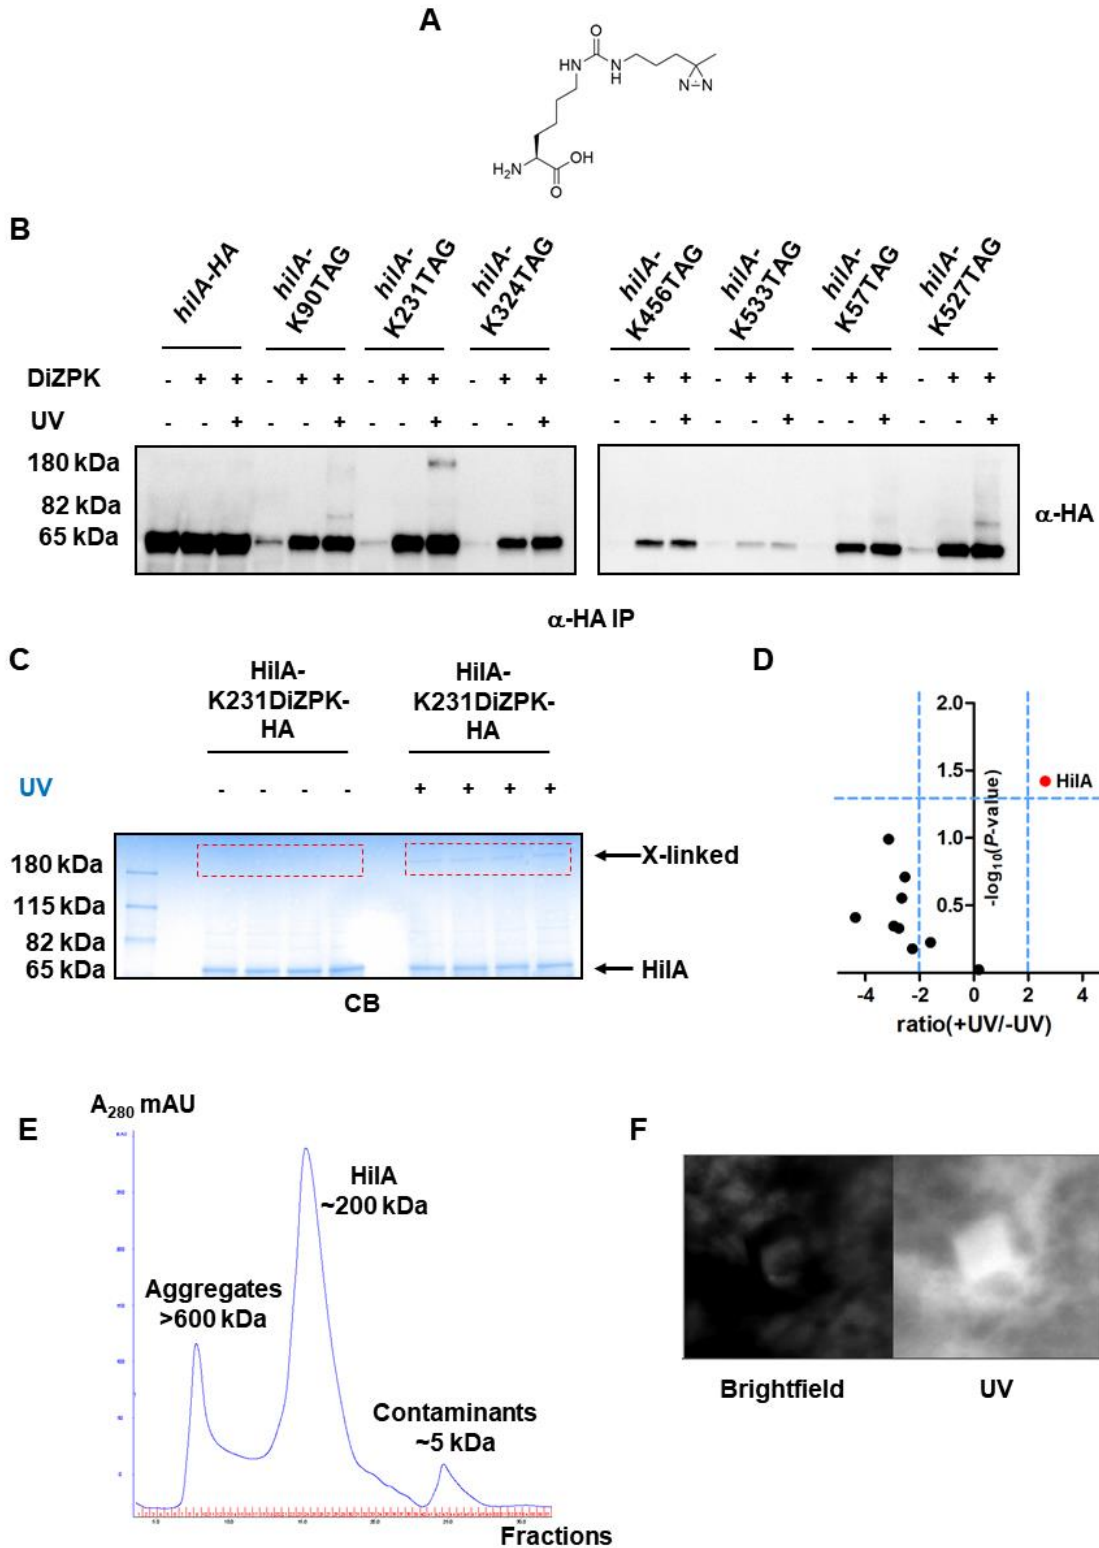 A
O
HN
N
H
N
N
H₂N
OH
O
B
hilA-HA
hilA-
K90TAG
hilA-
K231TAG
hilA-
K324TAG
hilA-
K456TAG
hilA-
K533TAG
hilA-
K57TAG
hilA-
K527TAG
DiZPK - + + - + + - + + - + + - + + - + + - + + - + +
UV - - + - - + - - + - - + - - + - - + - - + - - +
180 kDa
82 kDa
65 kDa
α-HA
α-HA IP
C
HilA-
K231DiZPK-
HA
HilA-
K231DiZPK-
HA
UV - - - - + + + +
180 kDa
115 kDa
82 kDa
65 kDa
X-linked
HilA
CB
D
2.0
1.5
1.0
0.5
-log₁₀(P-value)
HilA
-4 -2 0 2 4
ratio(+UV/-UV)
E
A₂₈₀ mAU
Aggregates
>600 kDa
HilA
~200 kDa
Contaminants
~5 kDa
Fractions
F
Brightfield
UV